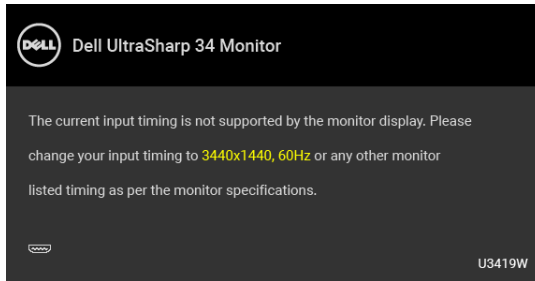 DELL
Dell UltraSharp 34 Monitor
The current input timing is not supported by the monitor display. Please
change your input timing to 3440x1440, 60Hz or any other monitor
listed timing as per the monitor specifications.
U3419W